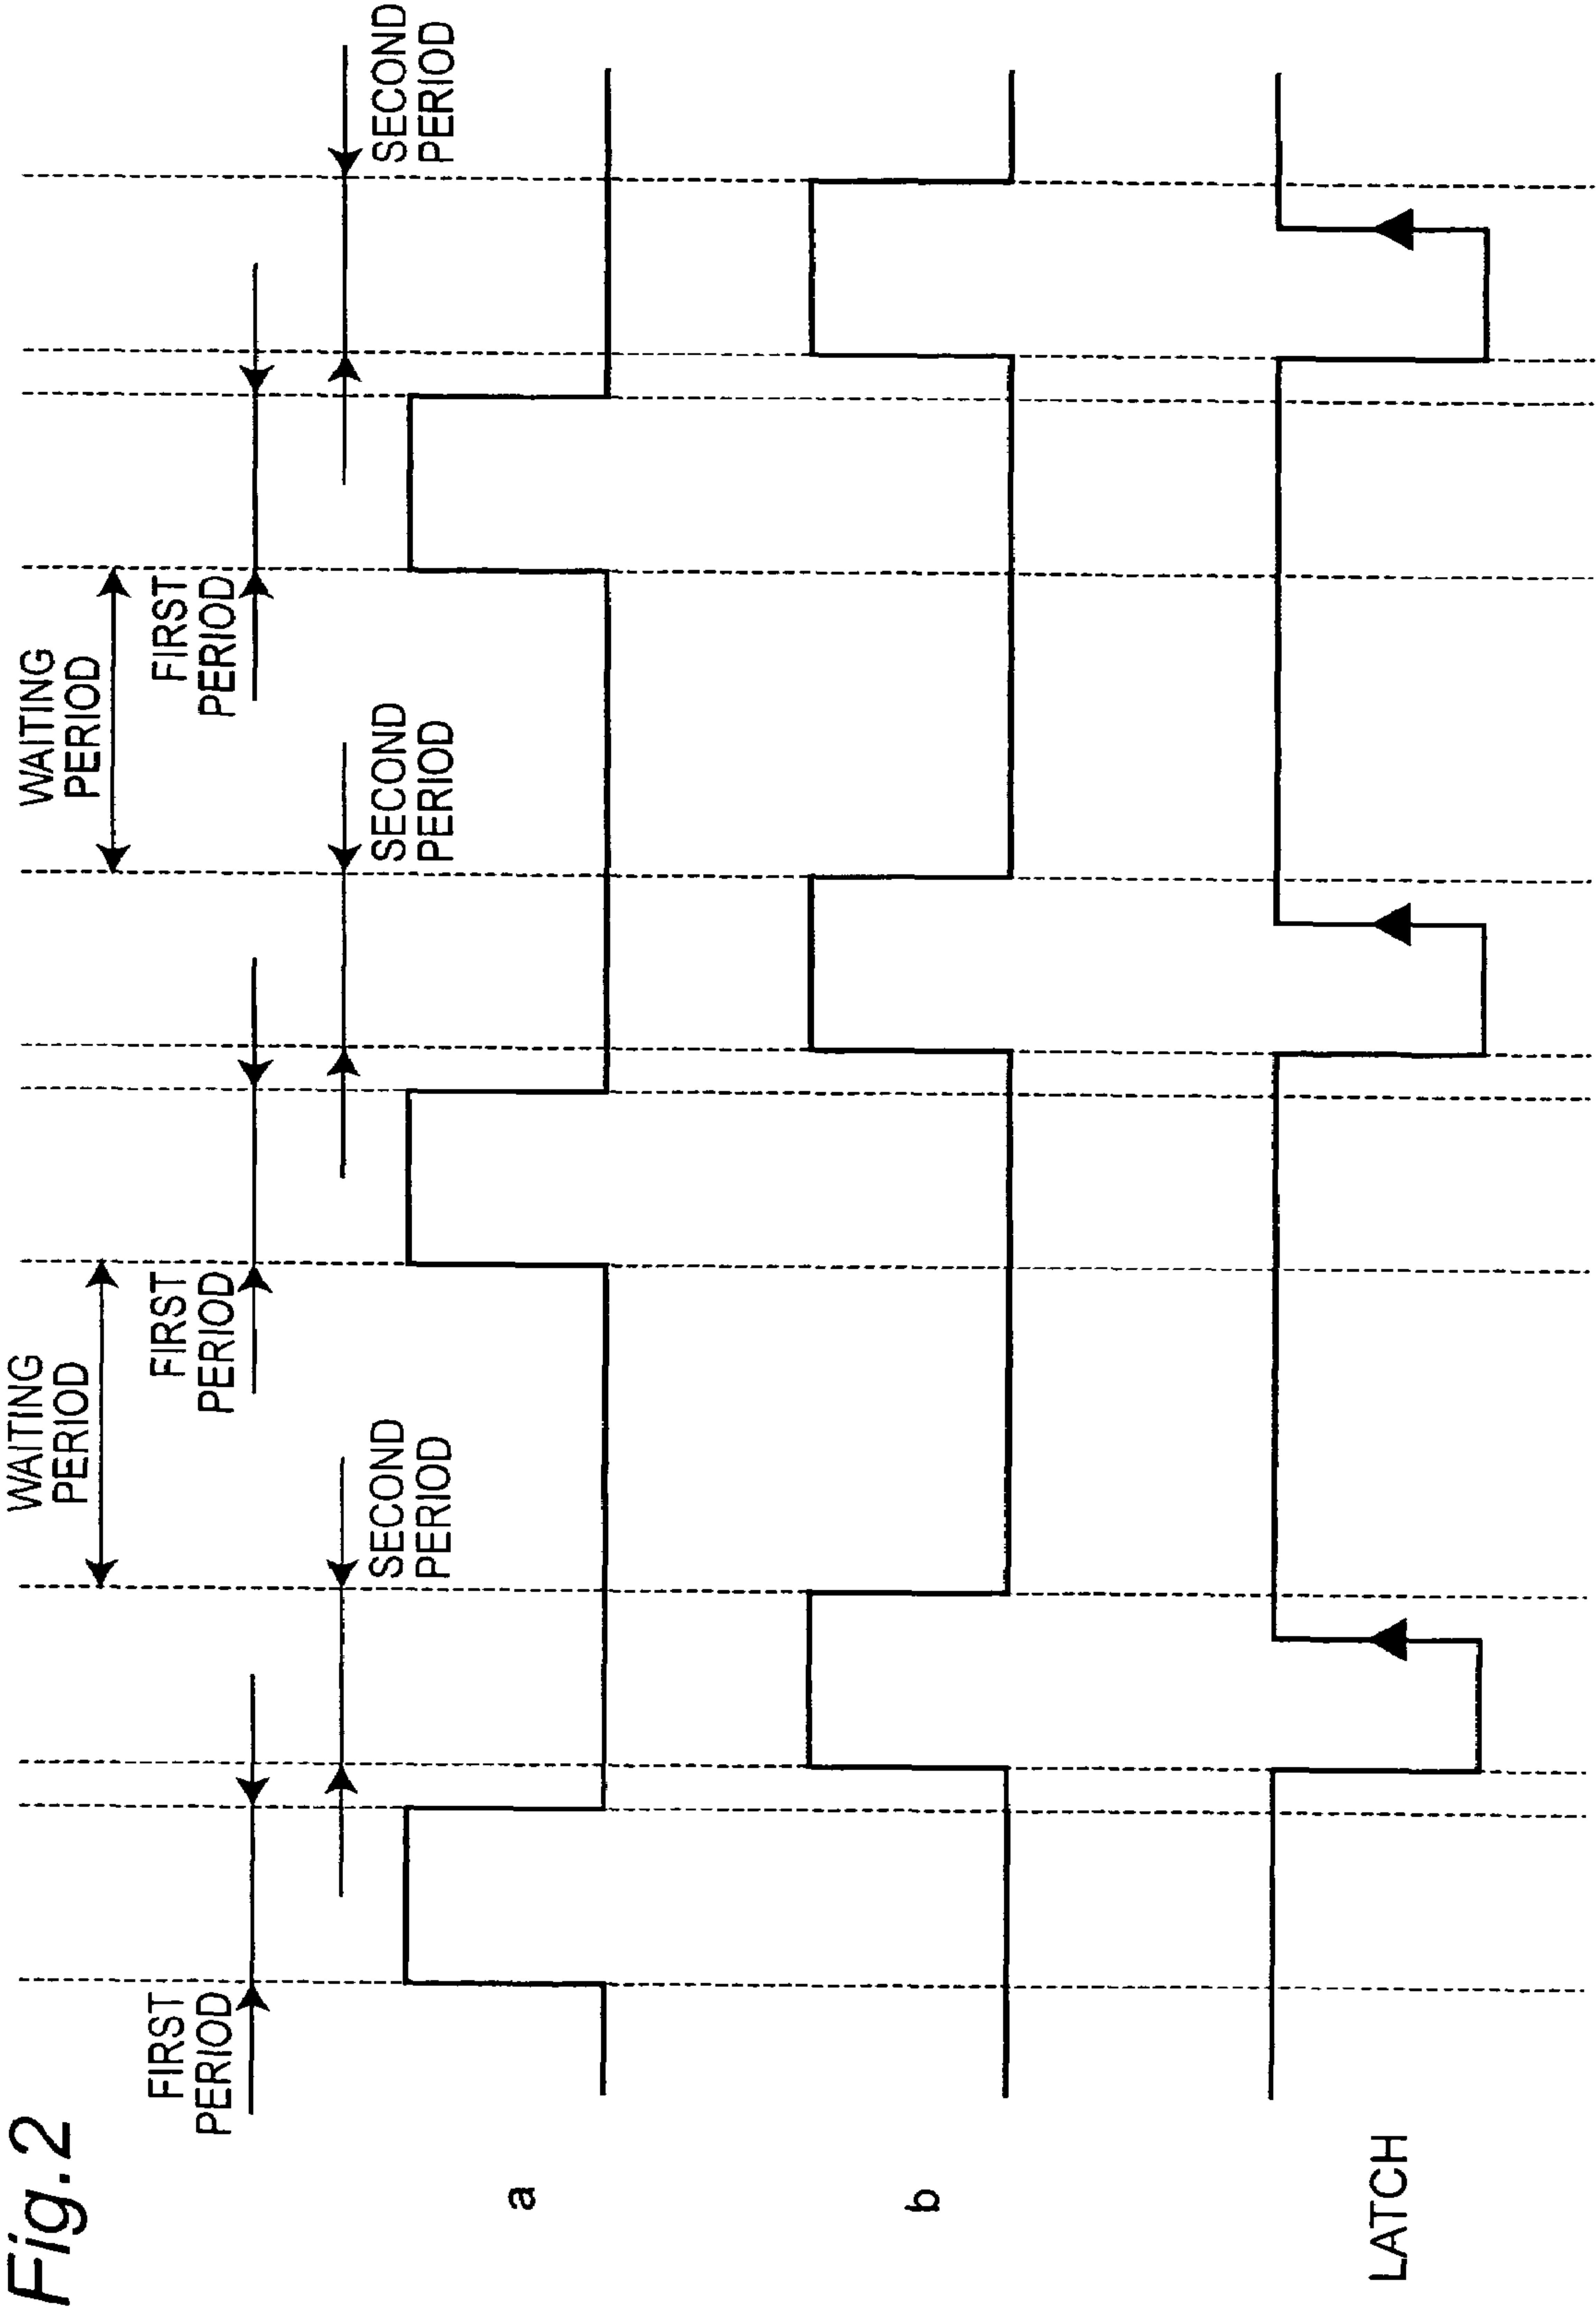 Fig.2
WAITING
PERIOD
WAITING
PERIOD
FIRST
PERIOD
FIRST
PERIOD
FIRST
PERIOD
SECOND
PERIOD
SECOND
PERIOD
SECOND
PERIOD
a
b
LATCH